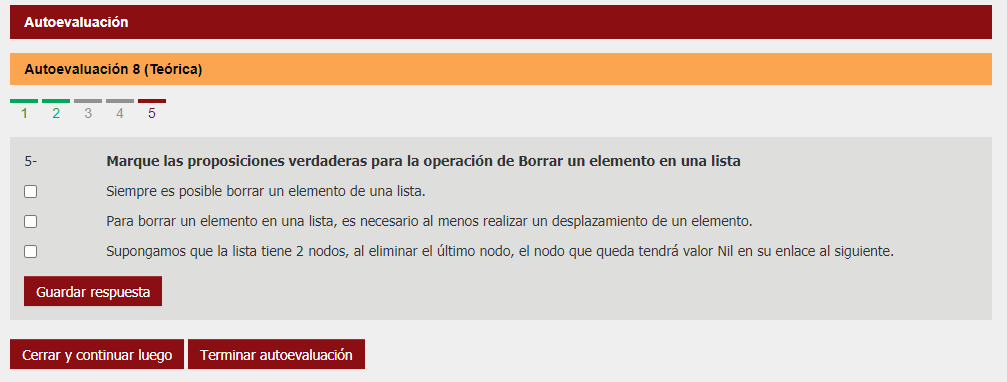 Autoevaluación
Autoevaluación 8 (Teórica)
1 2 3 4 5
5- Marque las proposiciones verdaderas para la operación de Borrar un elemento en una lista
Siempre es posible borrar un elemento de una lista.
Para borrar un elemento en una lista, es necesario al menos realizar un desplazamiento de un elemento.
Supongamos que la lista tiene 2 nodos, al eliminar el último nodo, el nodo que queda tendrá valor Nil en su enlace al siguiente.
Guardar respuesta
Cerrar y continuar luego Terminar autoevaluación